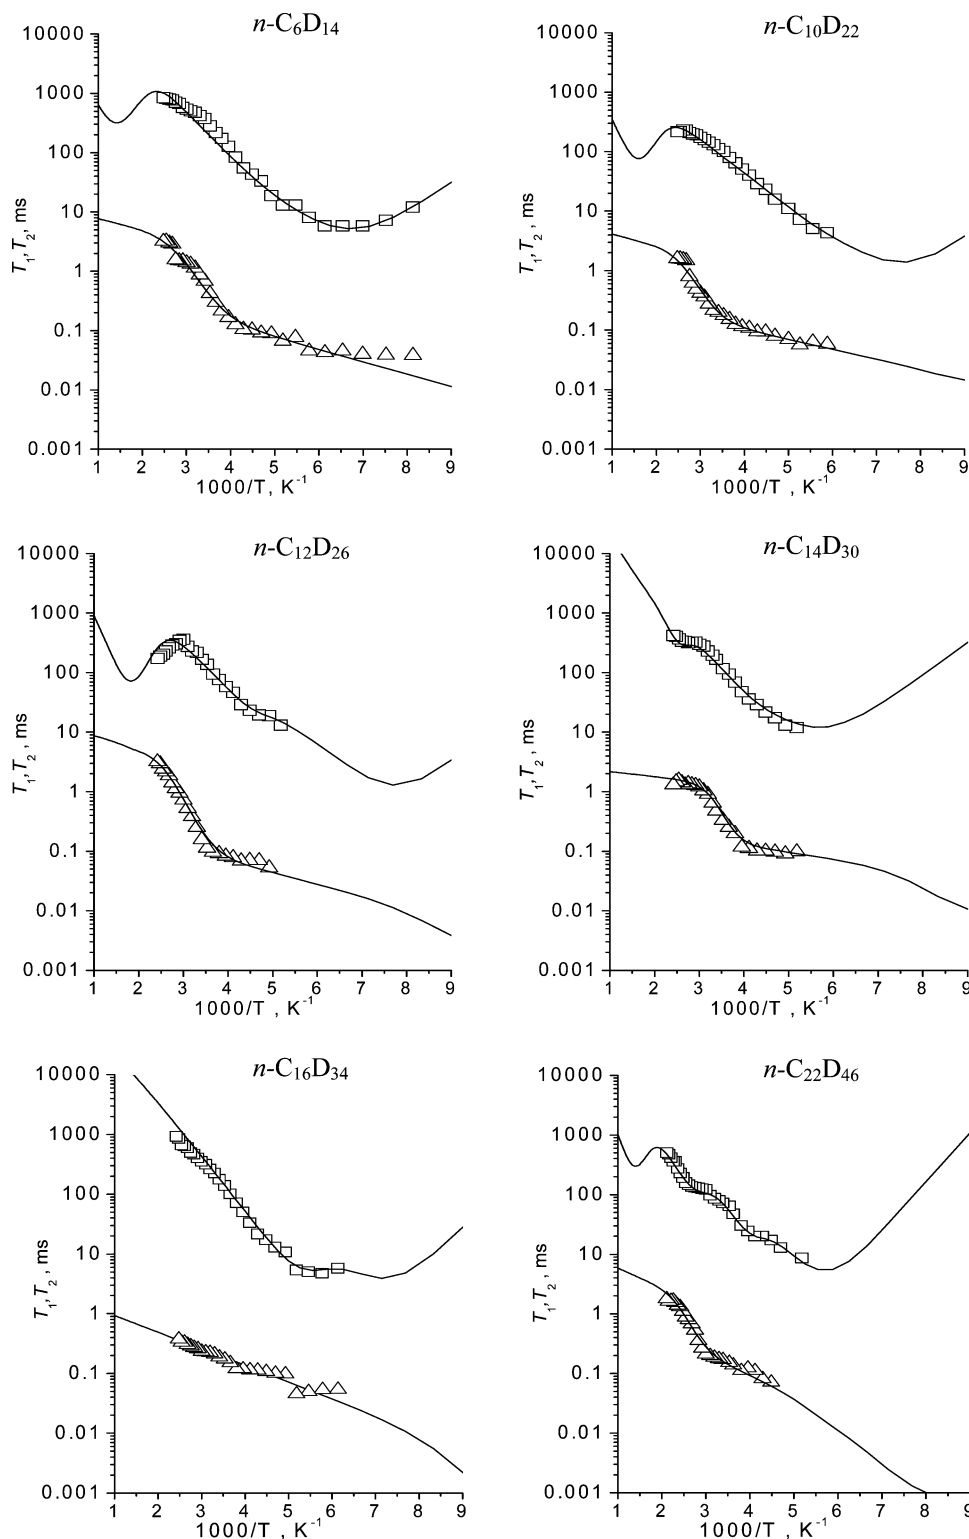 n-C6D14
10000
1000
100
10
1
0.1
0.01
0.001
T1,T2, ms
1 2 3 4 5 6 7 8 9
1000/T , K-1
n-C10D22
10000
1000
100
10
1
0.1
0.01
0.001
T1,T2, ms
1 2 3 4 5 6 7 8 9
1000/T , K-1
n-C12D26
10000
1000
100
10
1
0.1
0.01
0.001
T1,T2, ms
1 2 3 4 5 6 7 8 9
1000/T , K-1
n-C14D30
10000
1000
100
10
1
0.1
0.01
0.001
T1,T2, ms
1 2 3 4 5 6 7 8 9
1000/T , K-1
n-C16D34
10000
1000
100
10
1
0.1
0.01
0.001
T1,T2, ms
1 2 3 4 5 6 7 8 9
1000/T , K-1
n-C22D46
10000
1000
100
10
1
0.1
0.01
0.001
T1,T2, ms
1 2 3 4 5 6 7 8 9
1000/T , K-1